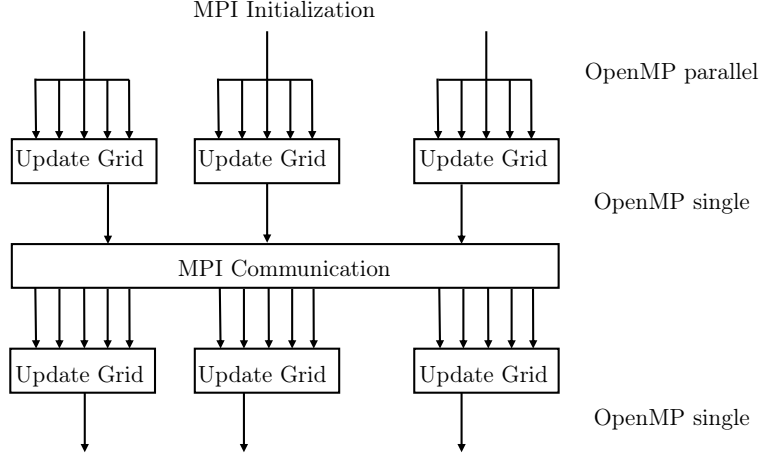 MPI Initialization
OpenMP parallel
Update Grid
Update Grid
Update Grid
OpenMP single
MPI Communication
Update Grid
Update Grid
Update Grid
OpenMP single